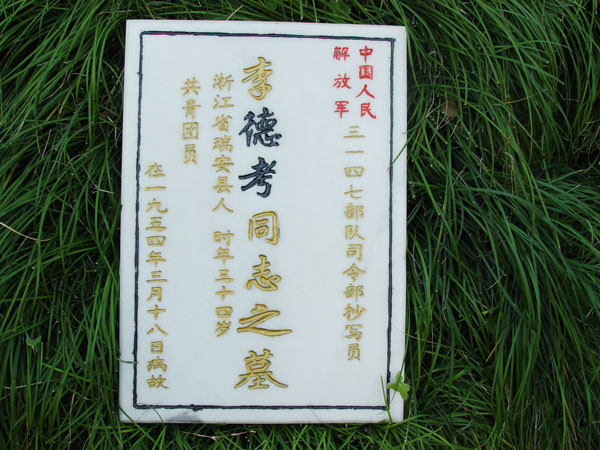 中国人民
解放军
三一四七部队司令部抄写员
李德考同志之墓
浙江省瑞安县人 时年三十四岁
共青团员
在一九五四年三月十八日病故